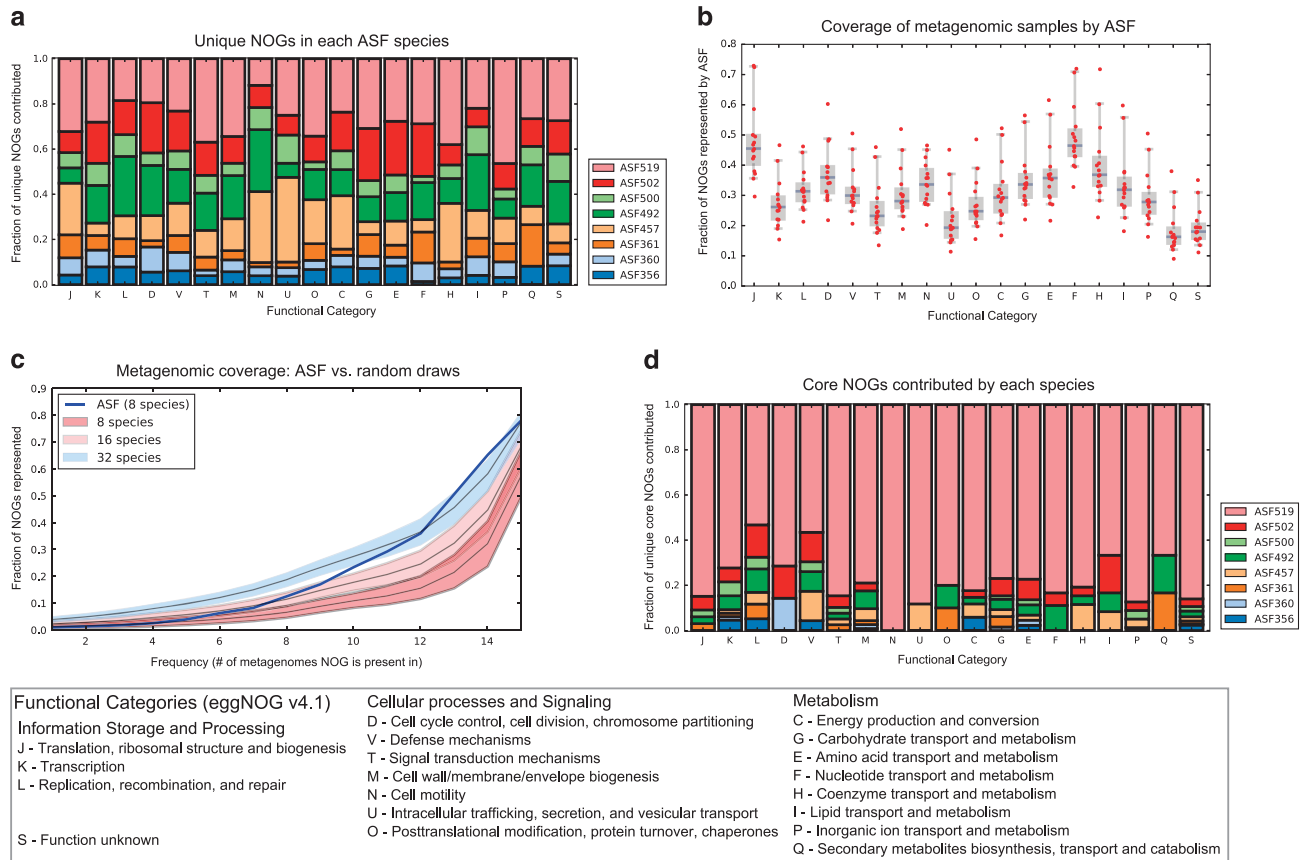 a
Unique NOGs in each ASF species
Fraction of unique NOGs contributed
1.0
0.8
0.6
0.4
0.2
0.0
J K L D V T M N U O C G E F H I P Q S
Functional Category
ASF519
ASF502
ASF500
ASF492
ASF457
ASF361
ASF360
ASF356
b
Coverage of metagenomic samples by ASF
Fraction of NOGs represented by ASF
0.8
0.7
0.6
0.5
0.4
0.3
0.2
0.1
0.0
J K L D V T M N U O C G E F H I P Q S
Functional Category
c
Metagenomic coverage: ASF vs. random draws
Fraction of NOGs represented
0.9
0.8
0.7
0.6
0.5
0.4
0.3
0.2
0.1
0.0
ASF (8 species)
8 species
16 species
32 species
2 4 6 8 10 12 14
Frequency (# of metagenomes NOG is present in)
d
Core NOGs contributed by each species
Fraction of unique core NOGs contributed
1.0
0.8
0.6
0.4
0.2
0.0
J K L D V T M N U O C G E F H I P Q S
Functional Category
ASF519
ASF502
ASF500
ASF492
ASF457
ASF361
ASF360
ASF356
Functional Categories (eggNOG v4.1)
Information Storage and Processing
J - Translation, ribosomal structure and biogenesis
K - Transcription
L - Replication, recombination, and repair
S - Function unknown
Cellular processes and Signaling
D - Cell cycle control, cell division, chromosome partitioning
V - Defense mechanisms
T - Signal transduction mechanisms
M - Cell wall/membrane/envelope biogenesis
N - Cell motility
U - Intracellular trafficking, secretion, and vesicular transport
O - Posttranslational modification, protein turnover, chaperones
Metabolism
C - Energy production and conversion
G - Carbohydrate transport and metabolism
E - Amino acid transport and metabolism
F - Nucleotide transport and metabolism
H - Coenzyme transport and metabolism
I - Lipid transport and metabolism
P - Inorganic ion transport and metabolism
Q - Secondary metabolites biosynthesis, transport and catabolism